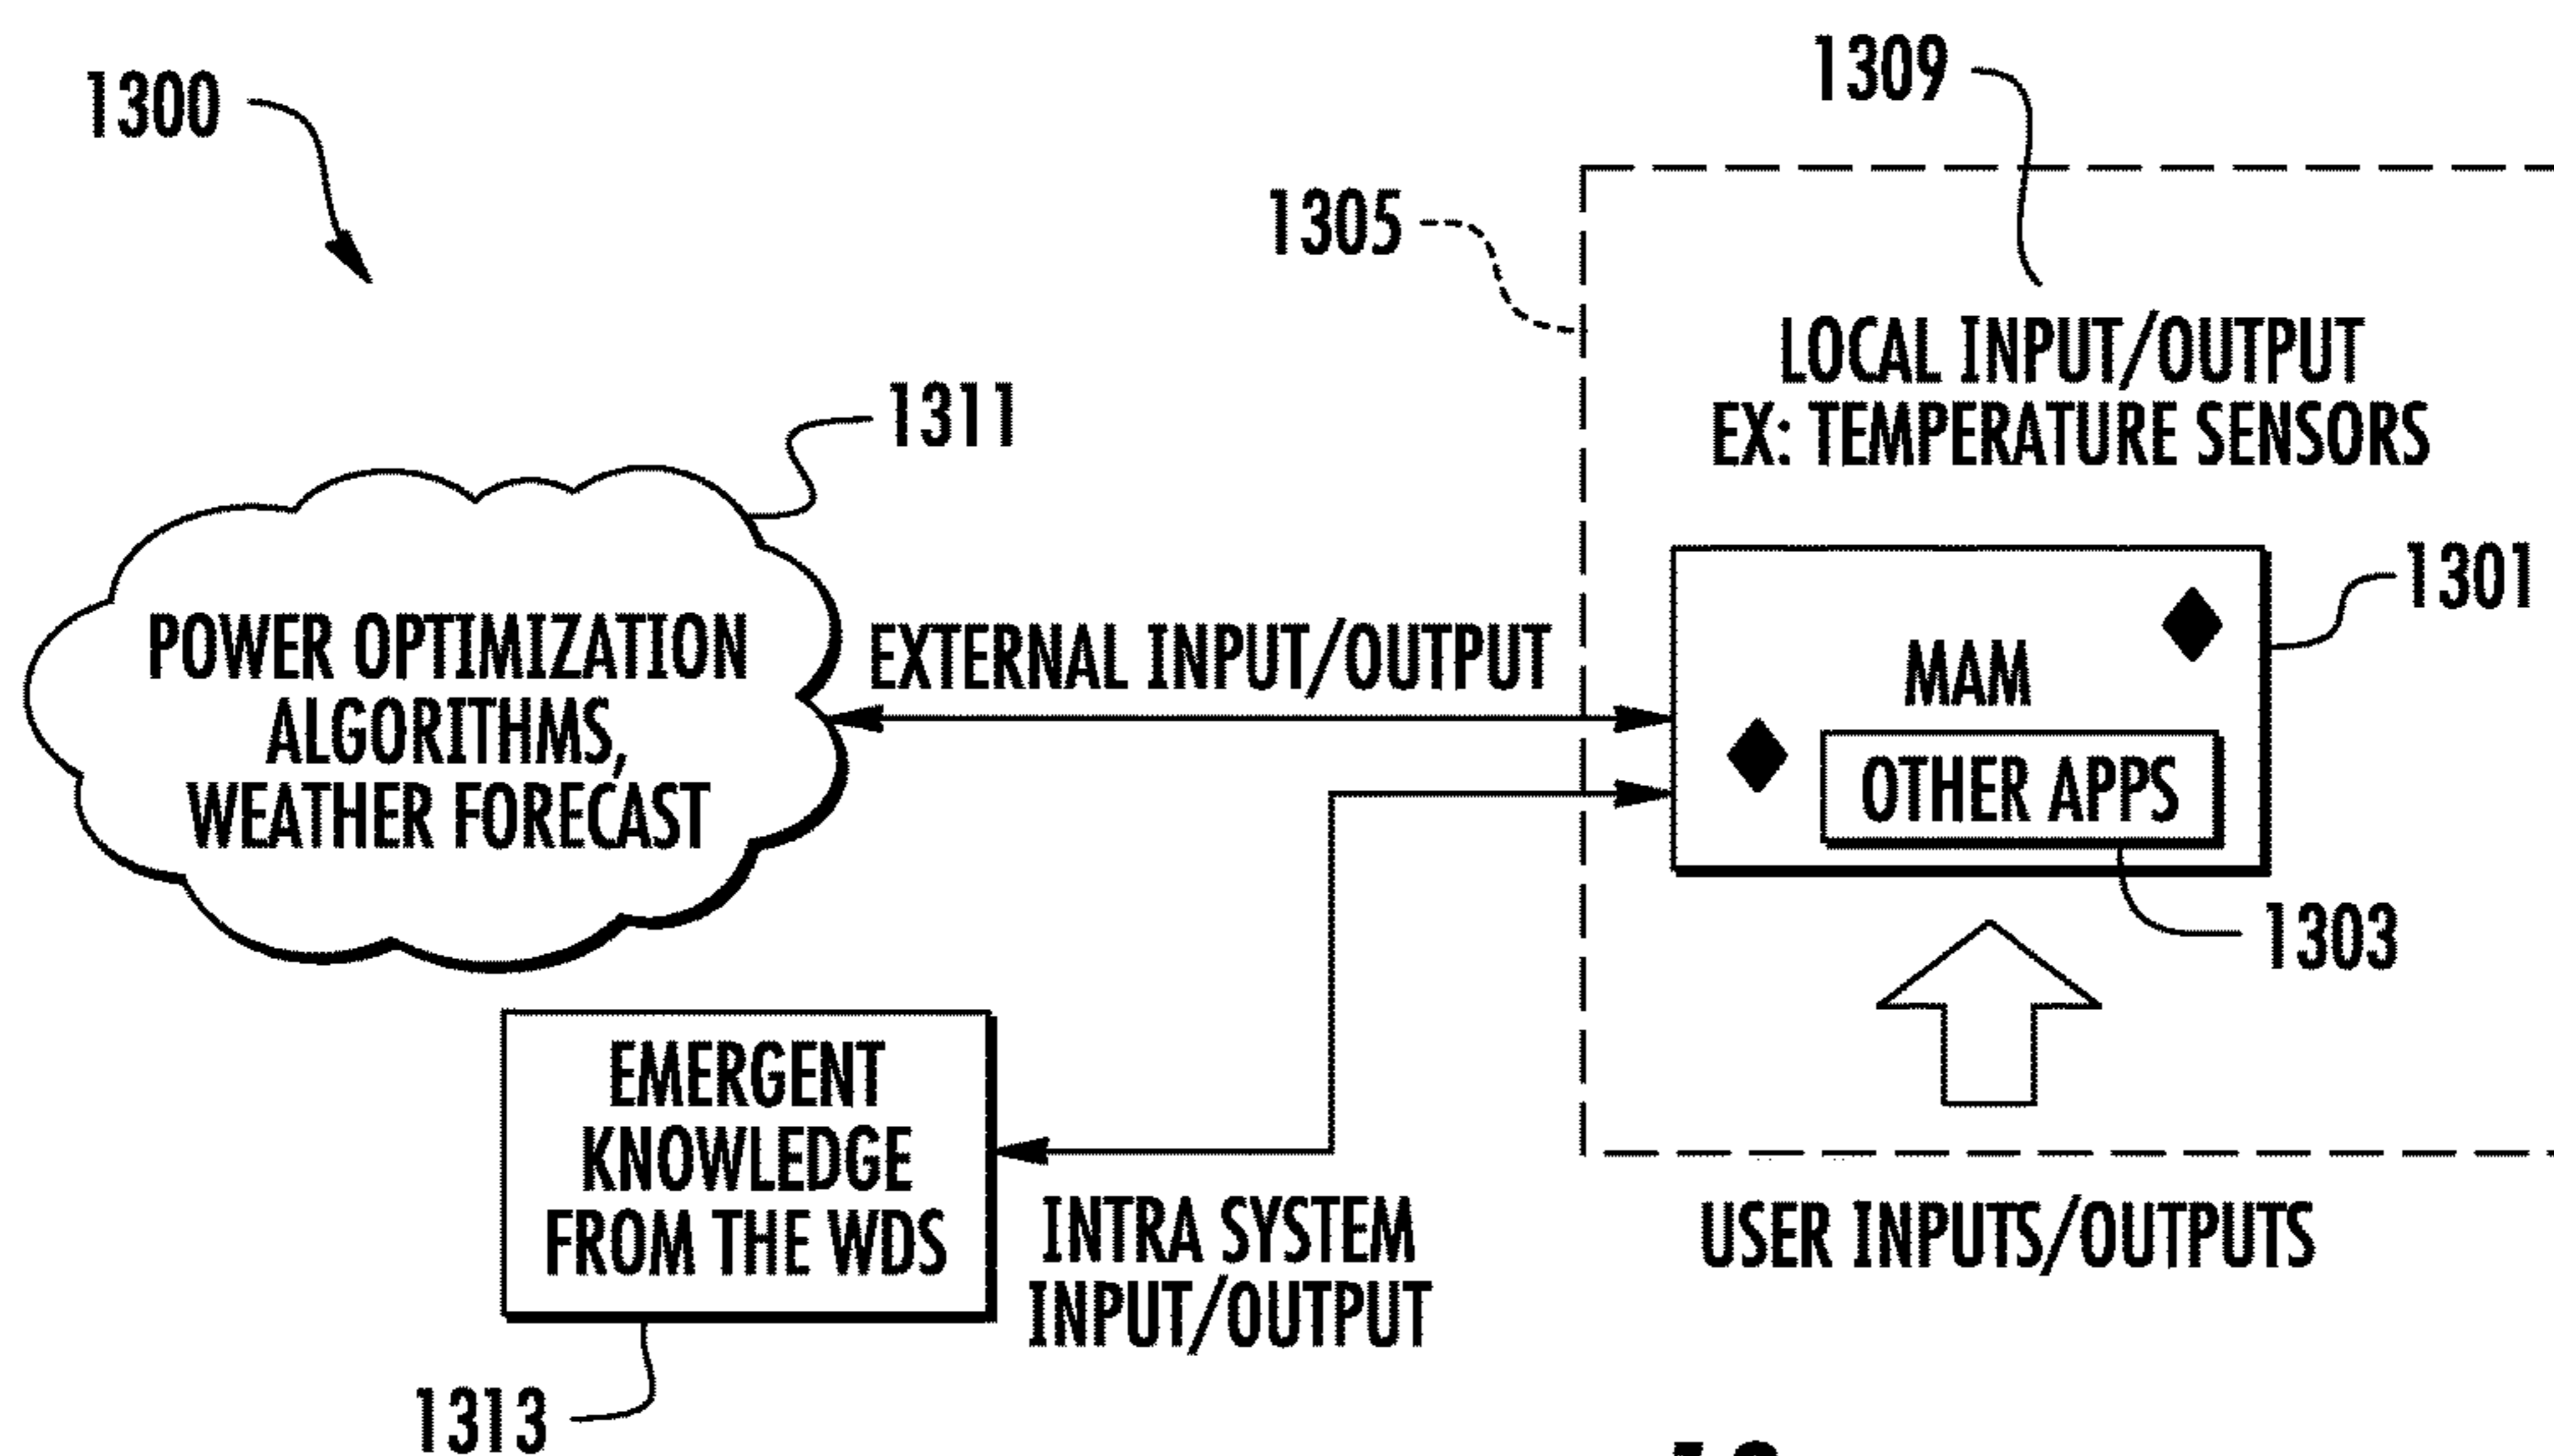 1300
1309
1305
LOCAL INPUT/OUTPUT
EX: TEMPERATURE SENSORS
1311
1301
POWER OPTIMIZATION
ALGORITHMS,
WEATHER FORECAST
EXTERNAL INPUT/OUTPUT
MAM
OTHER APPS
1303
EMERGENT
KNOWLEDGE
FROM THE WDS
INTRA SYSTEM
INPUT/OUTPUT
USER INPUTS/OUTPUTS
1313